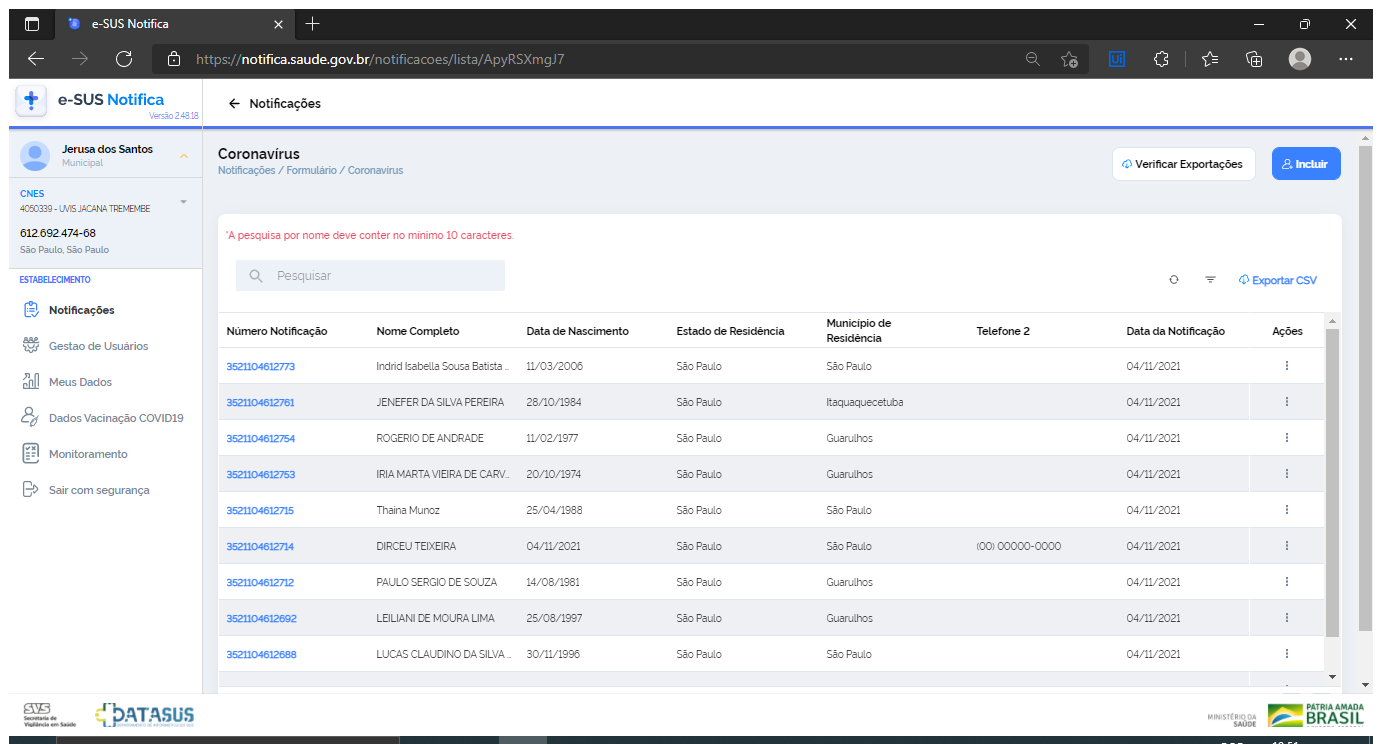 e-SUS Notifica
https://notifica.saude.gov.br/notificacoes/lista/ApyRSXmgJ7
e-SUS Notifica
Versão 2.48.18
Notificações
Jerusa dos Santos
Municipal
CNES
4050339 - UVIS JACANA TREMEMBE
612.692.474-68
São Paulo, São Paulo
ESTABELECIMENTO
Notificações
Gestao de Usuários
Meus Dados
Dados Vacinação COVID19
Monitoramento
Sair com segurança
Coronavírus
Notificações / Formulário / Coronavírus
Verificar Exportações
Incluir
*A pesquisa por nome deve conter no mínimo 10 caracteres.
Pesquisar
Exportar CSV
Número Notificação Nome Completo Data de Nascimento Estado de Residência Município de Residência Telefone 2 Data da Notificação Ações
3521104612773 Indrid Isabella Sousa Batista ... 11/03/2006 São Paulo São Paulo 04/11/2021
3521104612761 JENEFER DA SILVA PEREIRA 28/10/1984 São Paulo Itaquaquecetuba 04/11/2021
3521104612754 ROGERIO DE ANDRADE 11/02/1977 São Paulo Guarulhos 04/11/2021
3521104612753 IRIA MARTA VIEIRA DE CARV... 20/10/1974 São Paulo Guarulhos 04/11/2021
3521104612715 Thaina Munoz 25/04/1988 São Paulo São Paulo 04/11/2021
3521104612714 DIRCEU TEIXEIRA 04/11/2021 São Paulo São Paulo (00) 00000-0000 04/11/2021
3521104612712 PAULO SERGIO DE SOUZA 14/08/1981 São Paulo Guarulhos 04/11/2021
3521104612692 LEILIANI DE MOURA LIMA 25/08/1997 São Paulo Guarulhos 04/11/2021
3521104612688 LUCAS CLAUDINO DA SILVA ... 30/11/1996 São Paulo São Paulo 04/11/2021
SVS
Secretaria de
Vigilância em Saúde
DATASUS
MINISTÉRIO DA
SAÚDE
PÁTRIA AMADA
BRASIL